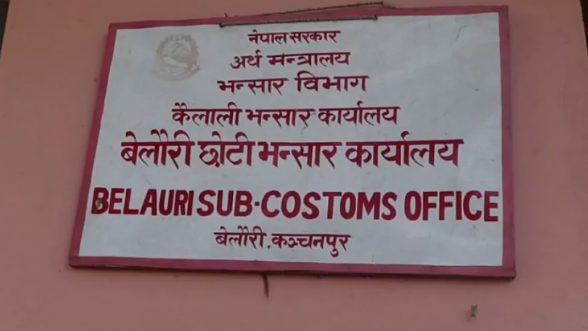 नेपाल सरकार
अर्थ मन्त्रालय
भन्सार विभाग
कैलाली भन्सार कार्यालय
बेलौरी छोटी भन्सार कार्यालय
BELAURI SUB-COSTOMS OFFICE
बेलौरी, कञ्चनपुर